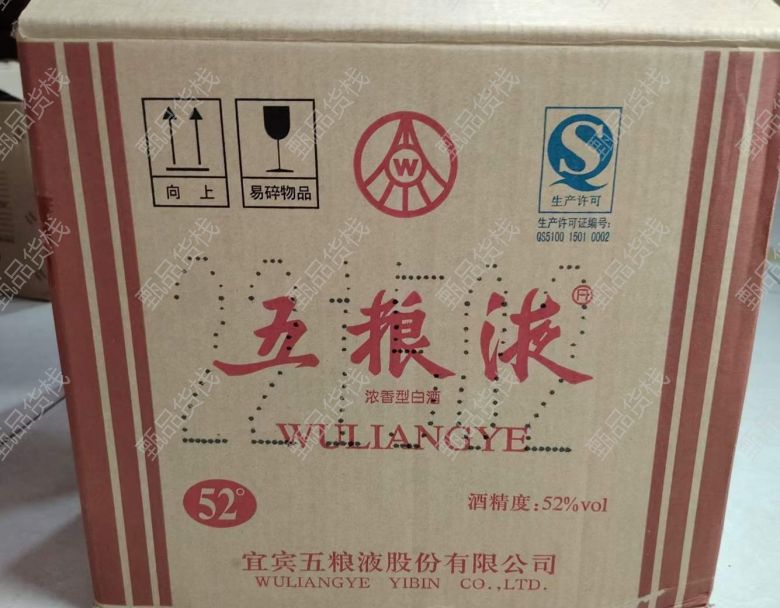 向 上
易碎物品
W
S
生产许可
生产许可证编号:
QS5100 1501 0002
五粮液
浓香型白酒
WULIANGYE
52°
酒精度:52%vol
宜宾五粮液股份有限公司
WULIANGYE YIBIN CO.,LTD.
甄品货栈